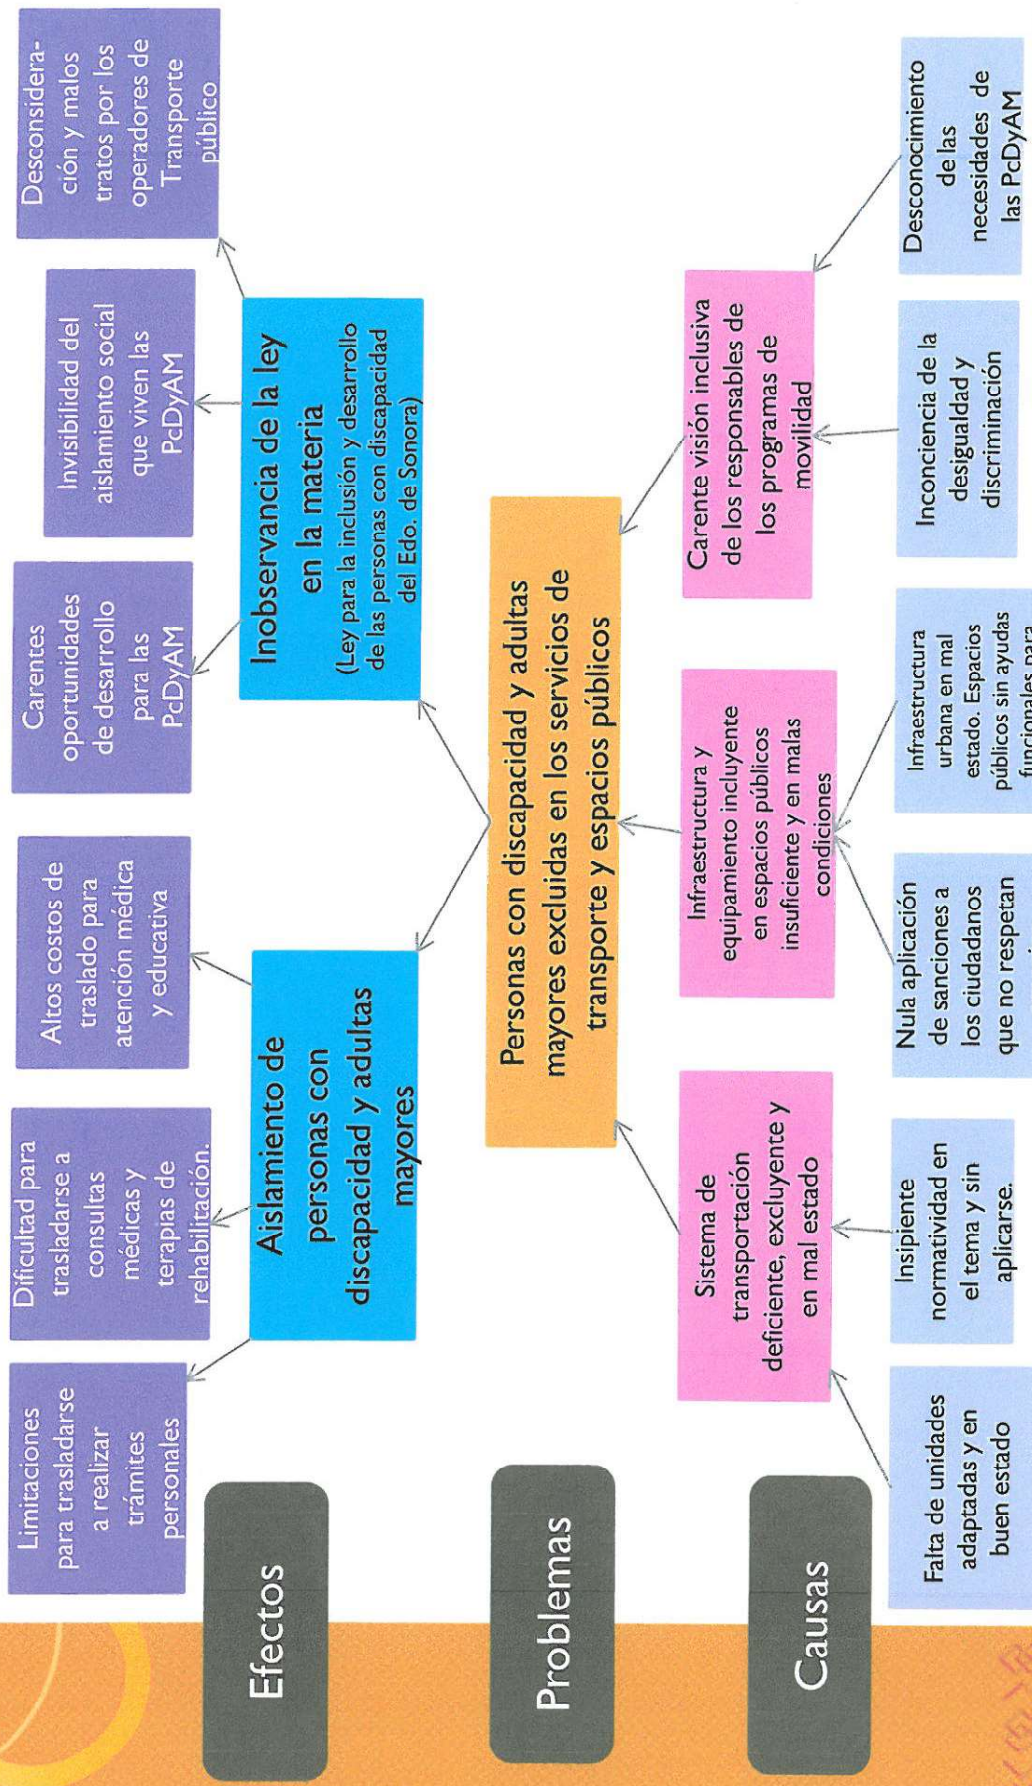 Efectos
Limitaciones
para trasladarse
a realizar
trámites
personales
Dificultad para
trasladarse a
consultas
médicas y
terapias de
rehabilitación.
Altos costos de
traslado para
atención médica
y educativa
Carentes
oportunidades
de desarrollo
para las
PcDyAM
Invisibilidad del
aislamiento social
que viven las
PcDyAM
Desconsidera-
ción y malos
tratos por los
operadores de
Transporte
público
Aislamiento de
personas con
discapacidad y adultas
mayores
Inobservancia de la ley
en la materia
(Ley para la inclusión y desarrollo
de las personas con discapacidad
del Edo. de Sonora)
Problemas
Personas con discapacidad y adultas
mayores excluidas en los servicios de
transporte y espacios públicos
Causas
Sistema de
transportación
deficiente, excluyente y
en mal estado
Infraestructura y
equipamiento incluyente
en espacios públicos
insuficiente y en malas
condiciones
Carente visión inclusiva
de los responsables de
los programas de
movilidad
Falta de unidades
adaptadas y en
buen estado
Insipiente
normatividad en
el tema y sin
aplicarse.
Nula aplicación
de sanciones a
los ciudadanos
que no respetan
Infraestructura
urbana en mal
estado. Espacios
públicos sin ayudas
funcionales para
Inconciencia de la
desigualdad y
discriminación
Desconocimiento
de las
necesidades de
las PcDyAM